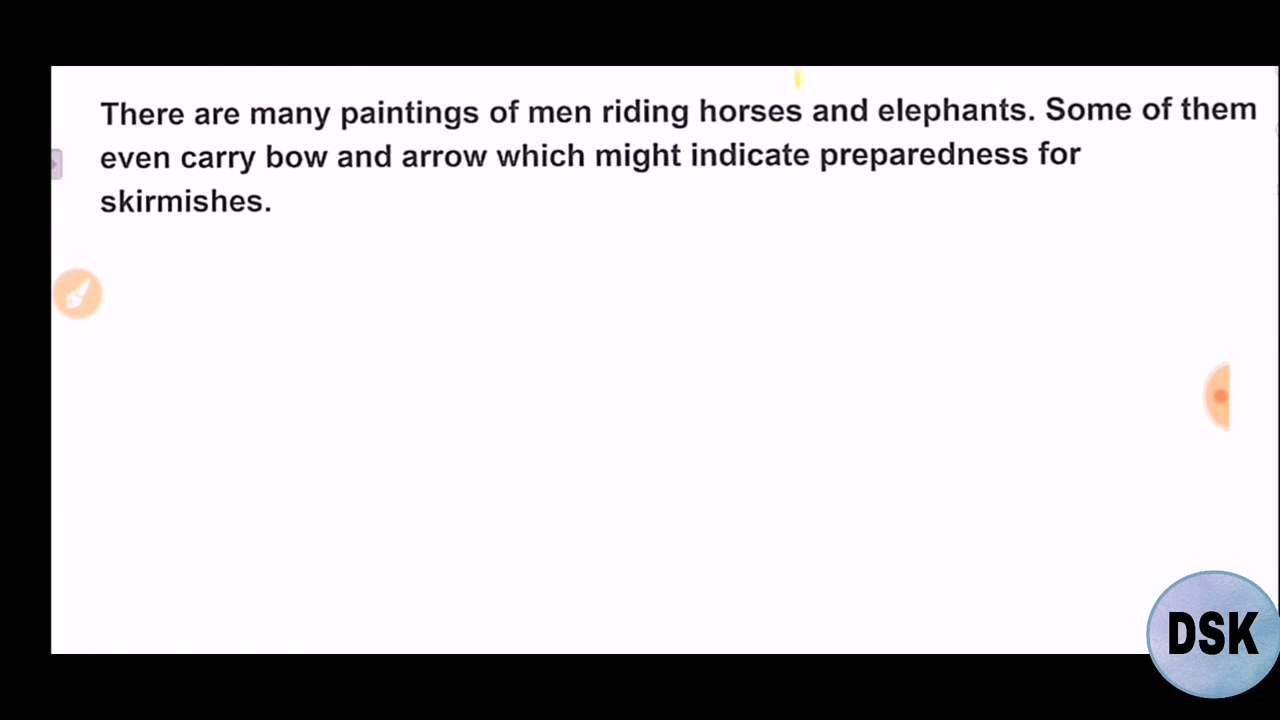 There are many paintings of men riding horses and elephants. Some of them
even carry bow and arrow which might indicate preparedness for
skirmishes.
DSK